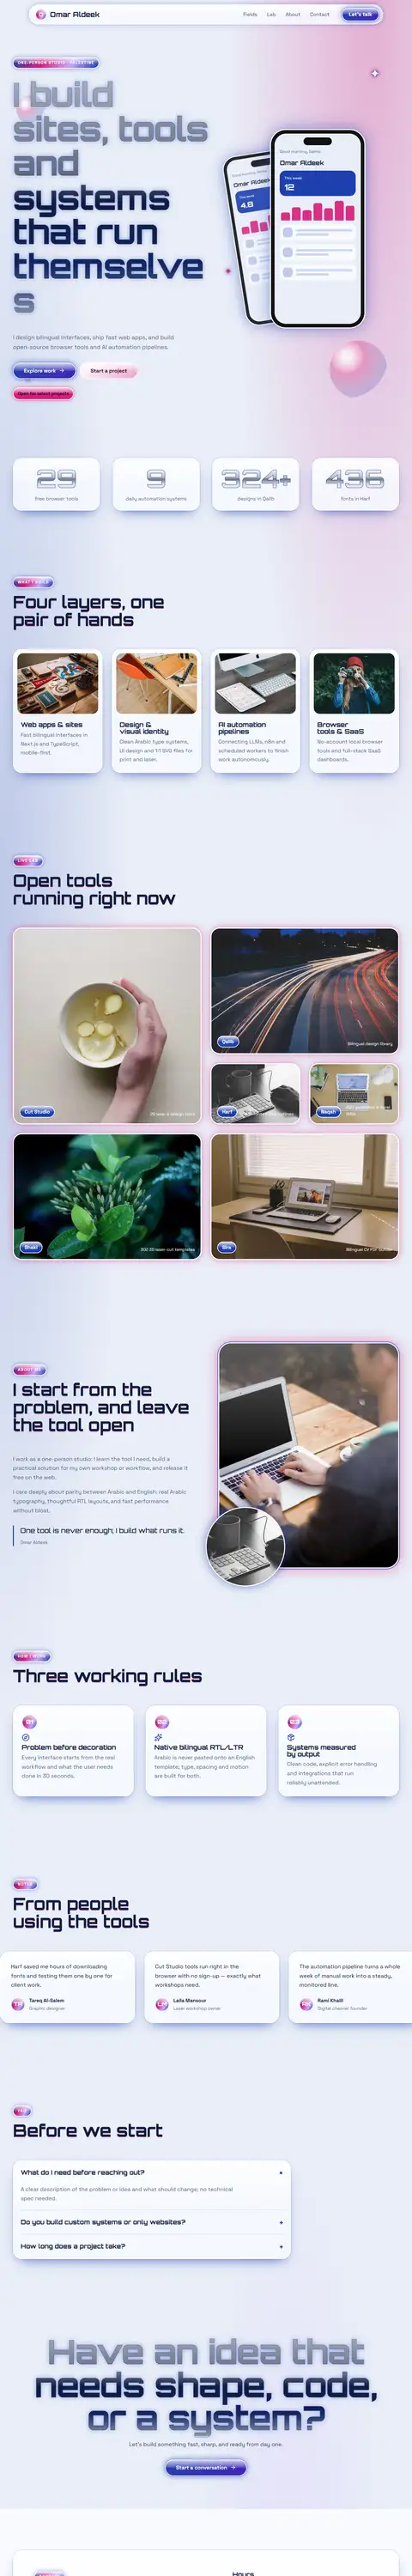 Omar Aldeek
Fields Lab About Contact Let's talk
ONE-PERSON STUDIO · PALESTINE
I build
sites, tools
and
systems
that run
themselve
s
I design bilingual interfaces, ship fast web apps, and build
open-source browser tools and AI automation pipelines.
Explore work →
Start a project
Open for select projects
Omar Aldeek
This week
12
4.8
29
free browser tools
9
daily automation systems
324+
designs in Qalib
436
fonts in Harf
WHAT I BUILD
Four layers, one
pair of hands
Web apps & sites
Fast bilingual interfaces in
Next.js and TypeScript,
mobile-first.
Design &
visual identity
Clean Arabic type systems,
UI design and 1:1 SVG files for
print and laser.
AI automation
pipelines
Connecting LLMs, n8n and
scheduled workers to finish
work autonomously.
Browser
tools & SaaS
No-account local browser
tools and full-stack SaaS
dashboards.
LIVE LAB
Open tools
running right now
Cut Studio
Qalib
Bilingual design library
Harf
Naqsh
Shakl
Sira
ABOUT ME
I start from the
problem, and leave
the tool open
I work as a one-person studio: I learn the tool I need, build a
practical solution for my own workshop or workflow, and release it
free on the web.
I care deeply about parity between Arabic and English: real Arabic
typography, thoughtful RTL layouts, and fast performance
without bloat.
One tool is never enough; I build what runs it.
Omar Aldeek
HOW I WORK
Three working rules
01
Problem before decoration
Every interface starts from the real
workflow and what the user needs
done in 30 seconds.
02
Native bilingual RTL/LTR
Arabic is never pasted onto an English
template; type, spacing and motion
are built for both.
03
Systems measured
by output
Clean code, explicit error handling
and integrations that run
reliably unattended.
From people
using the tools
Harf saved me hours of downloading
fonts and testing them one by one for
client work.
Tareq Al-Salem
Graphic designer
Cut Studio tools run right in the
browser with no sign-up — exactly what
workshops need.
Laila Mansour
Laser workshop owner
The automation pipeline turns a whole
week of manual work into a steady,
monitored line.
Rami Khalil
Digital channel founder
FAQ
Before we start
What do I need before reaching out?
A clear description of the problem or idea and what should change; no technical
spec needed.
Do you build custom systems or only websites?
How long does a project take?
Have an idea that
needs shape, code,
or a system?
Let's build something fast, sharp, and ready from day one.
Start a conversation →
Hours